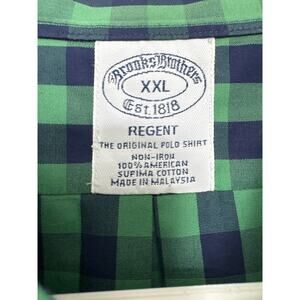 Brooks Brothers
XXL
Est. 1818
REGENT
THE ORIGINAL POLO SHIRT
NON-IRON
100% AMERICAN
SUPIMA COTTON
MADE IN MALAYSIA